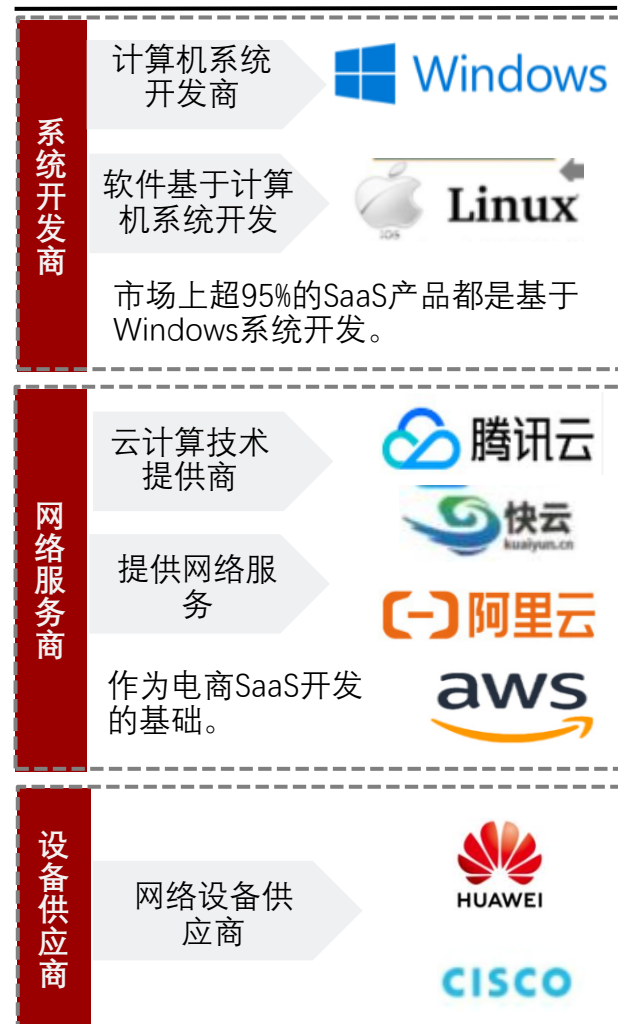 系统开发商
计算机系统
开发商
Windows
软件基于计算
机系统开发
ios
Linux
市场上超95%的SaaS产品都是基于
Windows系统开发。
网络服务商
云计算技术
提供商
腾讯云
快云
kuaiyun.cn
提供网络服
务
阿里云
作为电商SaaS开发
的基础。
aws
设备供应商
网络设备供
应商
HUAWEI
CISCO